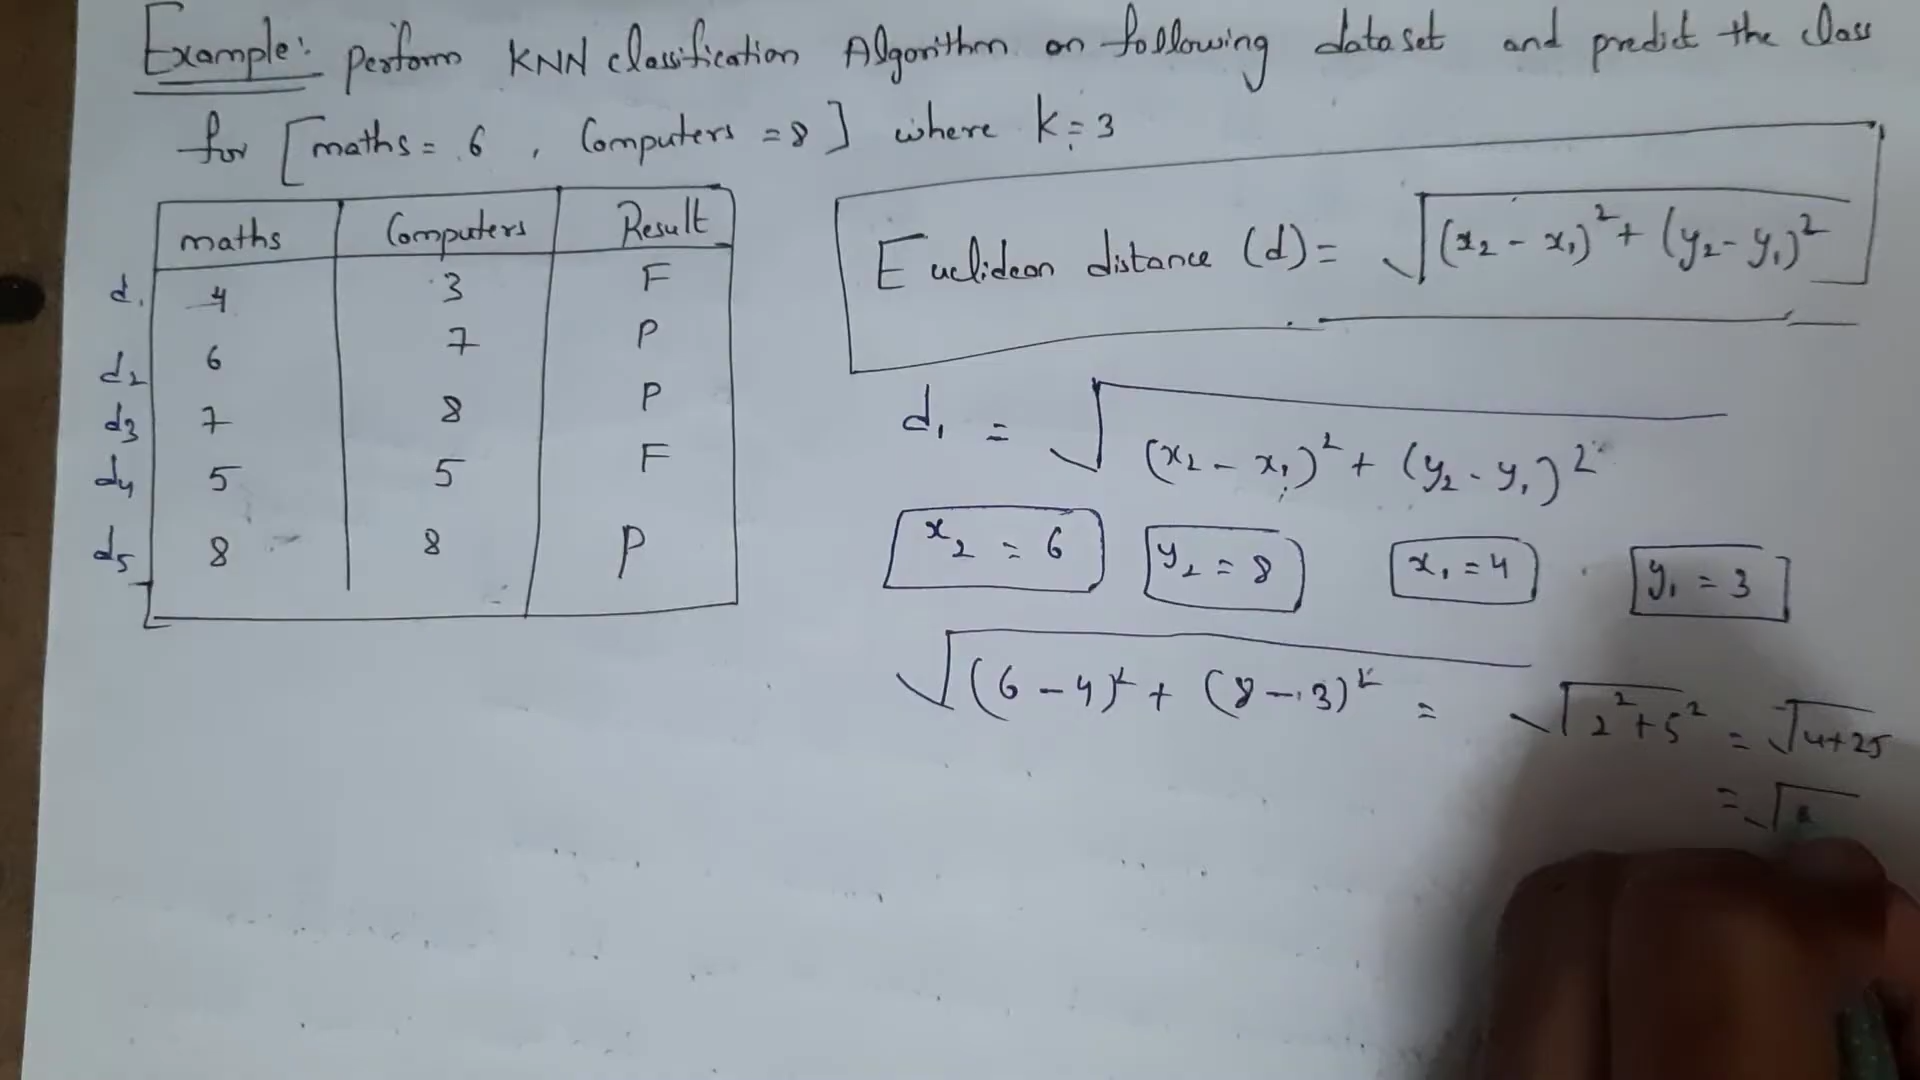 Example: perform KNN classification Algorithm on following dataset and predict the class
for [maths = 6 , Computers = 8] where K = 3
maths Computers Result
d1 4 3 F
d2 6 7 P
d3 7 8 P
d4 5 5 F
d5 8 8 P
Euclidean distance (d) = √(x2 - x1)² + (y2 - y1)²
d1 = √(x2 - x1)² + (y2 - y1)²
x2 = 6 y2 = 8 x1 = 4 y1 = 3
√(6 - 4)² + (8 - 3)² = √2² + 5² = √4+25
= √